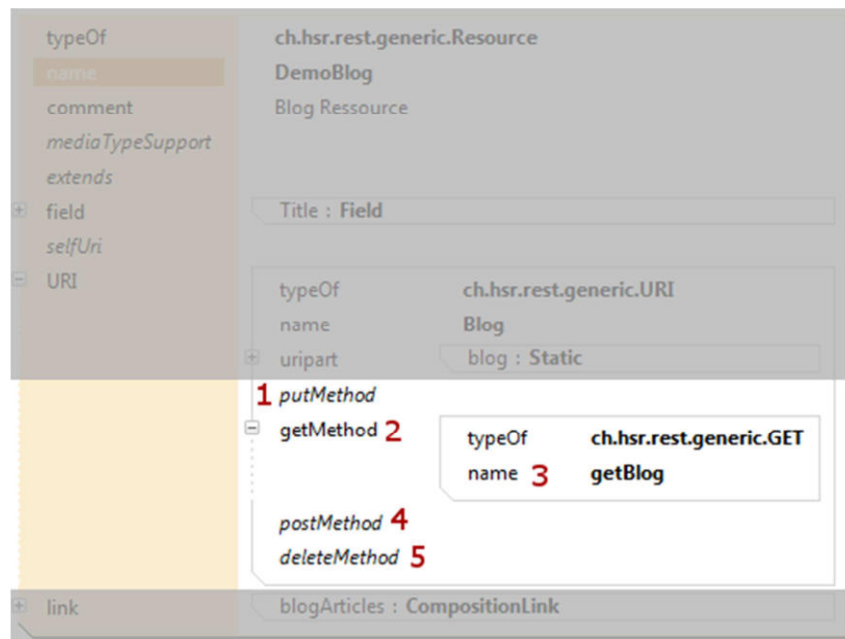 typeOf ch.hsr.rest.generic.Resource
name DemoBlog
comment Blog Ressource
mediaTypeSupport
extends
field Title : Field
selfUri
URI
typeOf ch.hsr.rest.generic.URI
name Blog
uripart blog : Static
1 putMethod
getMethod 2
typeOf ch.hsr.rest.generic.GET
name 3 getBlog
postMethod 4
deleteMethod 5
link blogArticles : CompositionLink